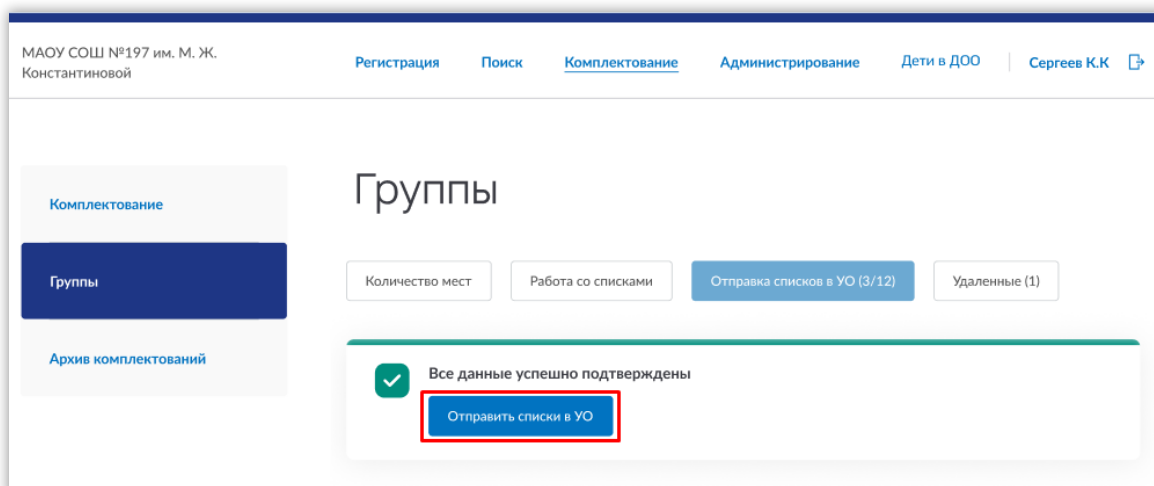 МАОУ СОШ №197 им. М. Ж.
Константиновой
Регистрация Поиск Комплектование Администрирование Дети в ДОО Сергеев К.К
Комплектование
Группы
Архив комплектований
Группы
Количество мест Работа со списками Отправка списков в УО (3/12) Удаленные (1)
Все данные успешно подтверждены
Отправить списки в УО